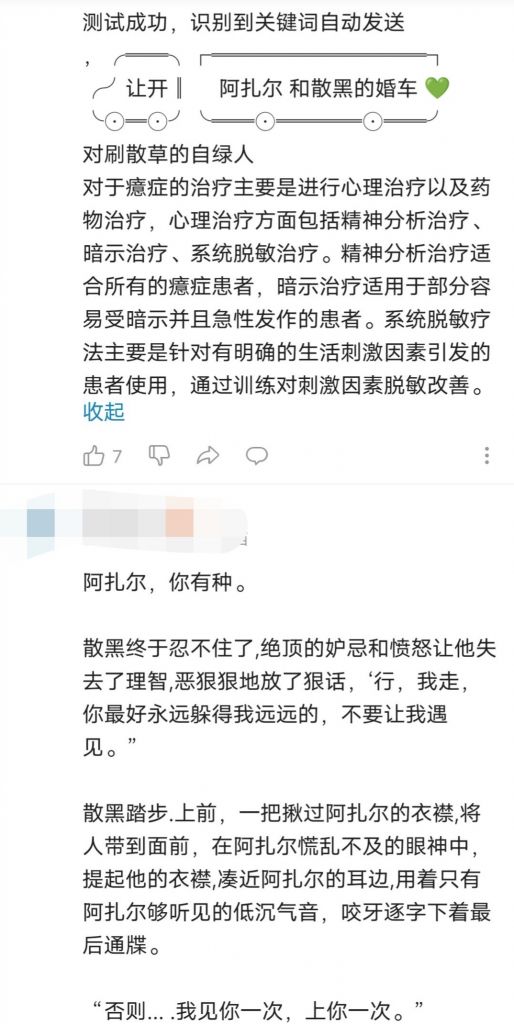 测试成功，识别到关键词自动发送
，
让开‖ 阿扎尔 和散黑的婚车💚
对刷散草的自绿人
对于癔症的治疗主要是进行心理治疗以及药
物治疗，心理治疗方面包括精神分析治疗、
暗示治疗、系统脱敏治疗。精神分析治疗适
合所有的癔症患者，暗示治疗适用于部分容
易受暗示并且急性发作的患者。系统脱敏疗
法主要是针对有明确的生活刺激因素引发的
患者使用，通过训练对刺激因素脱敏改善。
收起
7
阿扎尔，你有种。
散黑终于忍不住了,绝顶的妒忌和愤怒让他失
去了理智,恶狠狠地放了狠话，‘行，我走，
你最好永远躲得我远远的，不要让我遇
见。”
散黑踏步.上前，一把揪过阿扎尔的衣襟,将
人带到面前，在阿扎尔慌乱不及的眼神中，
提起他的衣襟,凑近阿扎尔的耳边,用着只有
阿扎尔够听见的低沉气音，咬牙逐字下着最
后通牒。
“否则... .我见你一次，上你一次。”